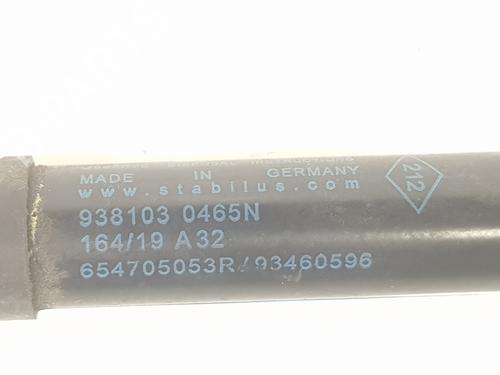 MADE IN GERMANY
www.stabilus.com
938103 0465N
164/19 A32
654705053R/93460596
212